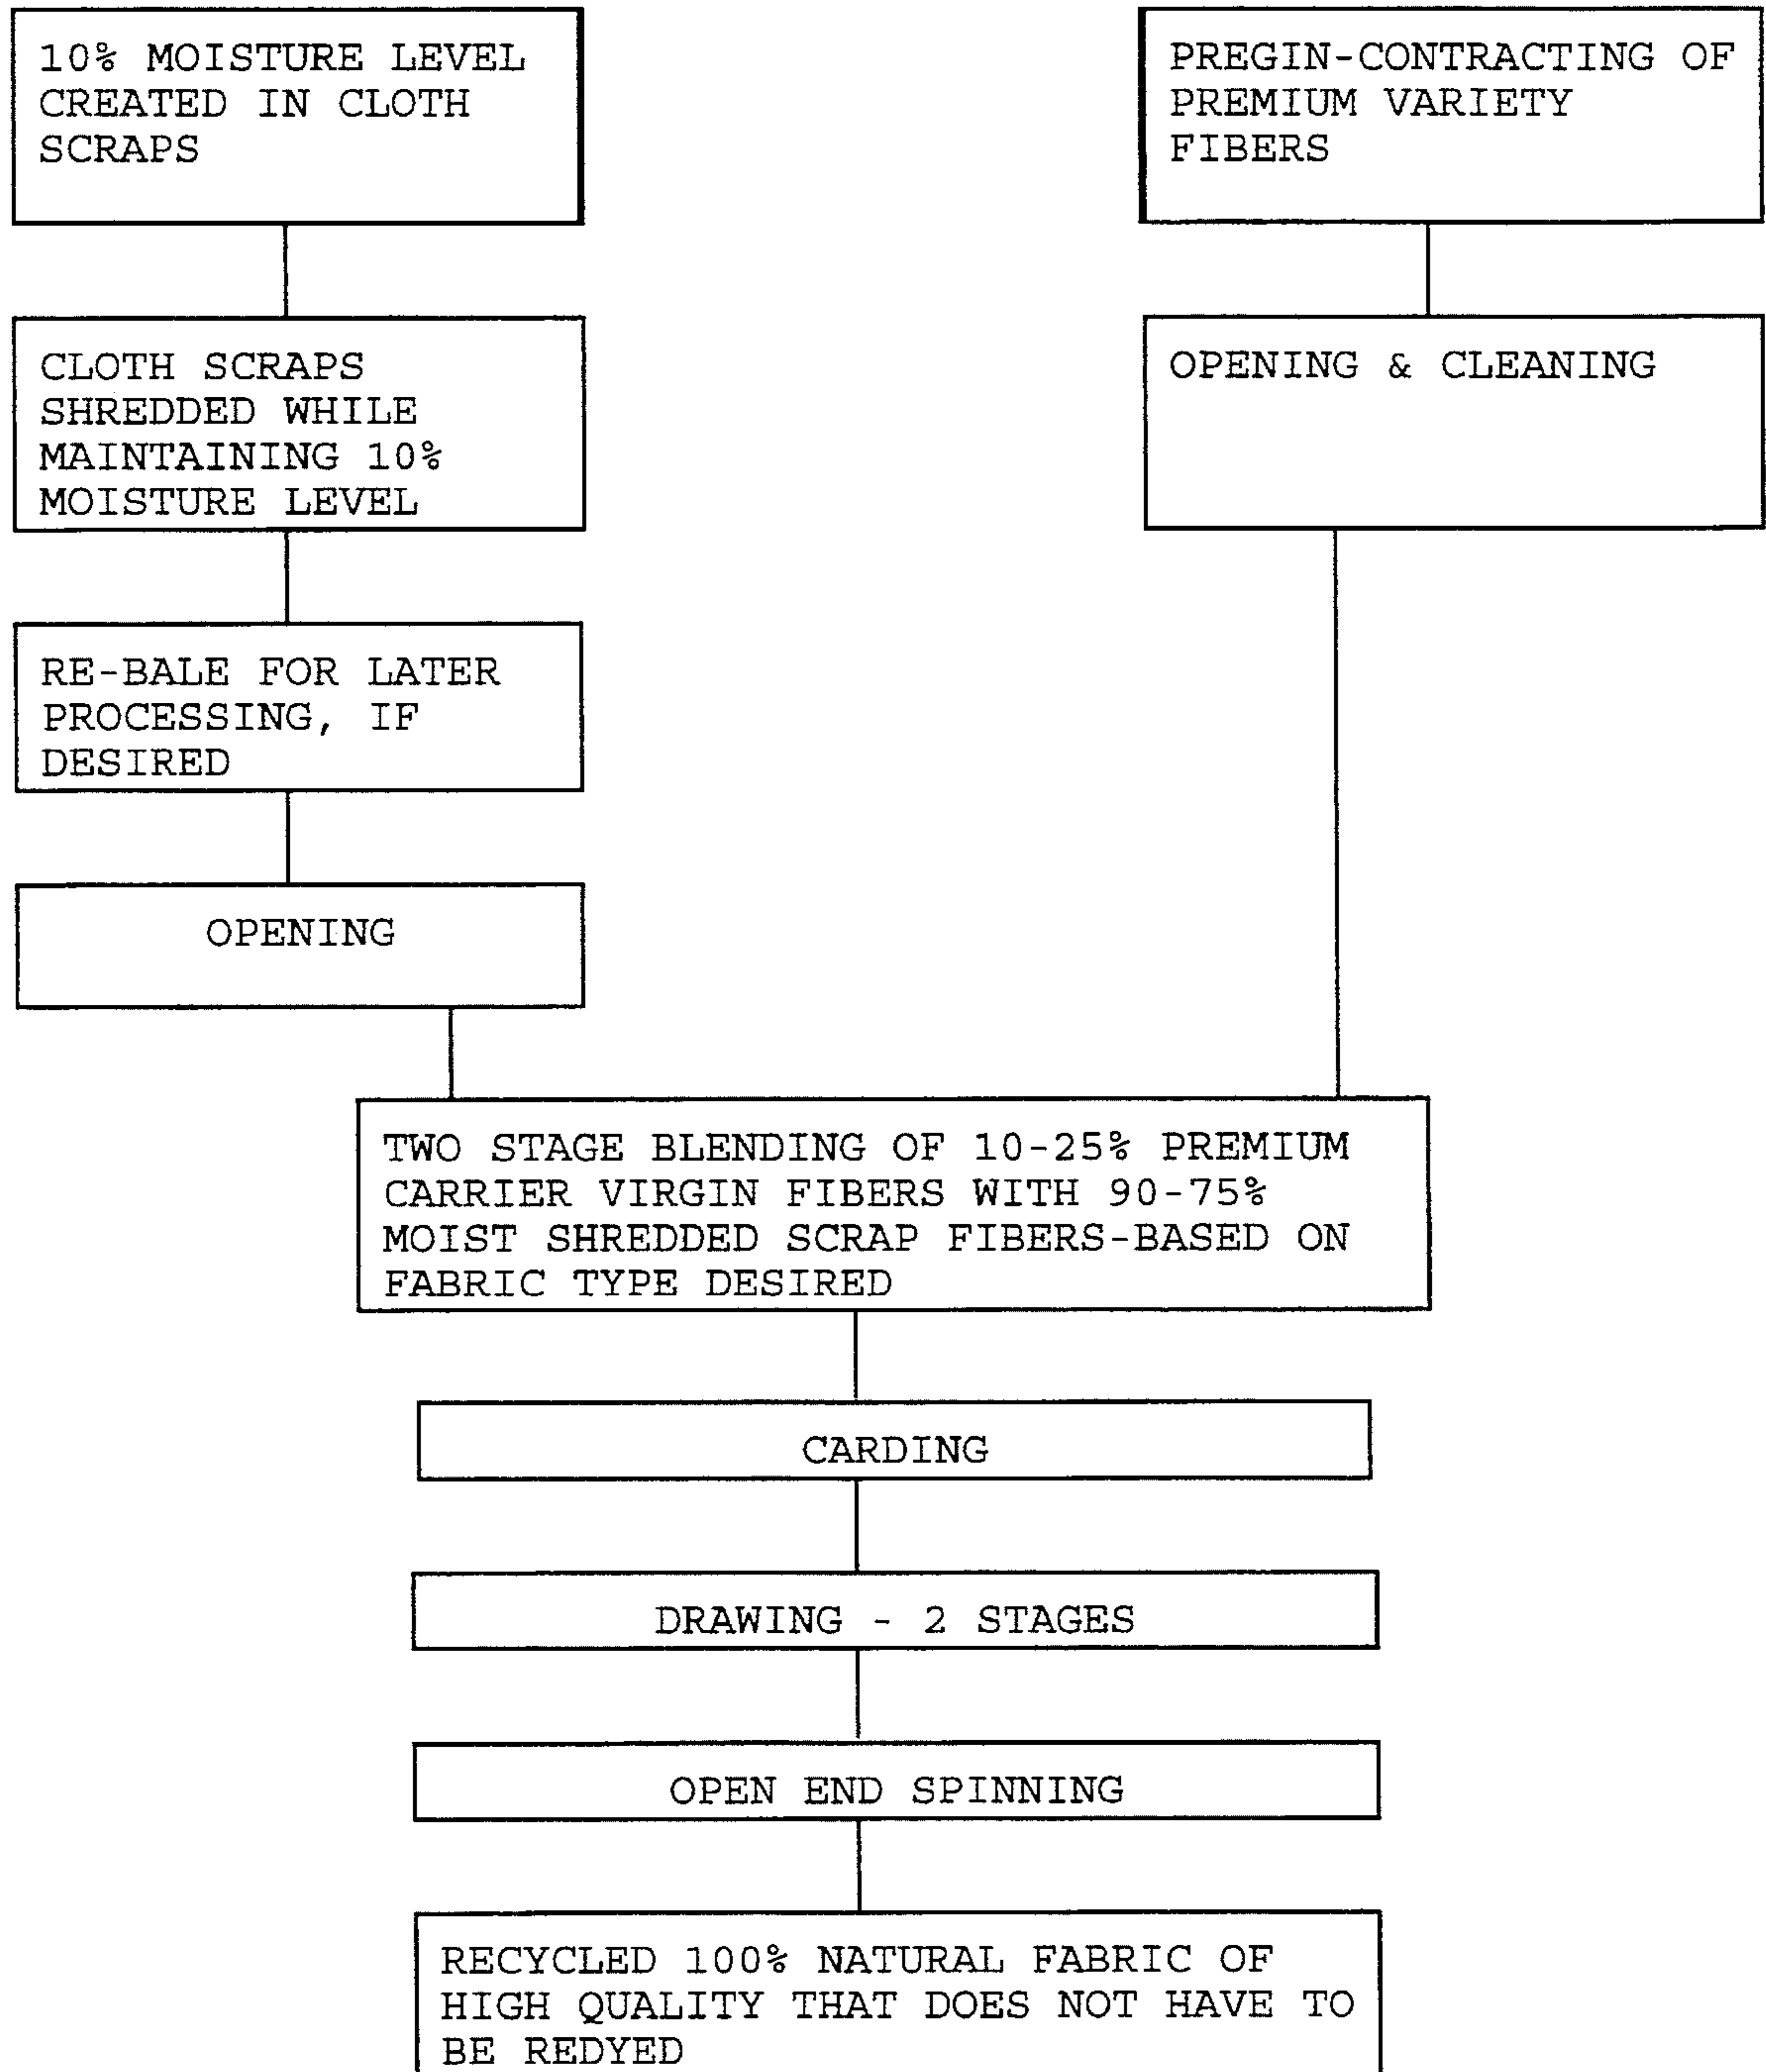 10% MOISTURE LEVEL
CREATED IN CLOTH
SCRAPS
PREGIN-CONTRACTING OF
PREMIUM VARIETY
FIBERS
CLOTH SCRAPS
SHREDDED WHILE
MAINTAINING 10%
MOISTURE LEVEL
OPENING & CLEANING
RE-BALE FOR LATER
PROCESSING, IF
DESIRED
OPENING
TWO STAGE BLENDING OF 10-25% PREMIUM
CARRIER VIRGIN FIBERS WITH 90-75%
MOIST SHREDDED SCRAP FIBERS-BASED ON
FABRIC TYPE DESIRED
CARDING
DRAWING - 2 STAGES
OPEN END SPINNING
RECYCLED 100% NATURAL FABRIC OF
HIGH QUALITY THAT DOES NOT HAVE TO
BE REDYED